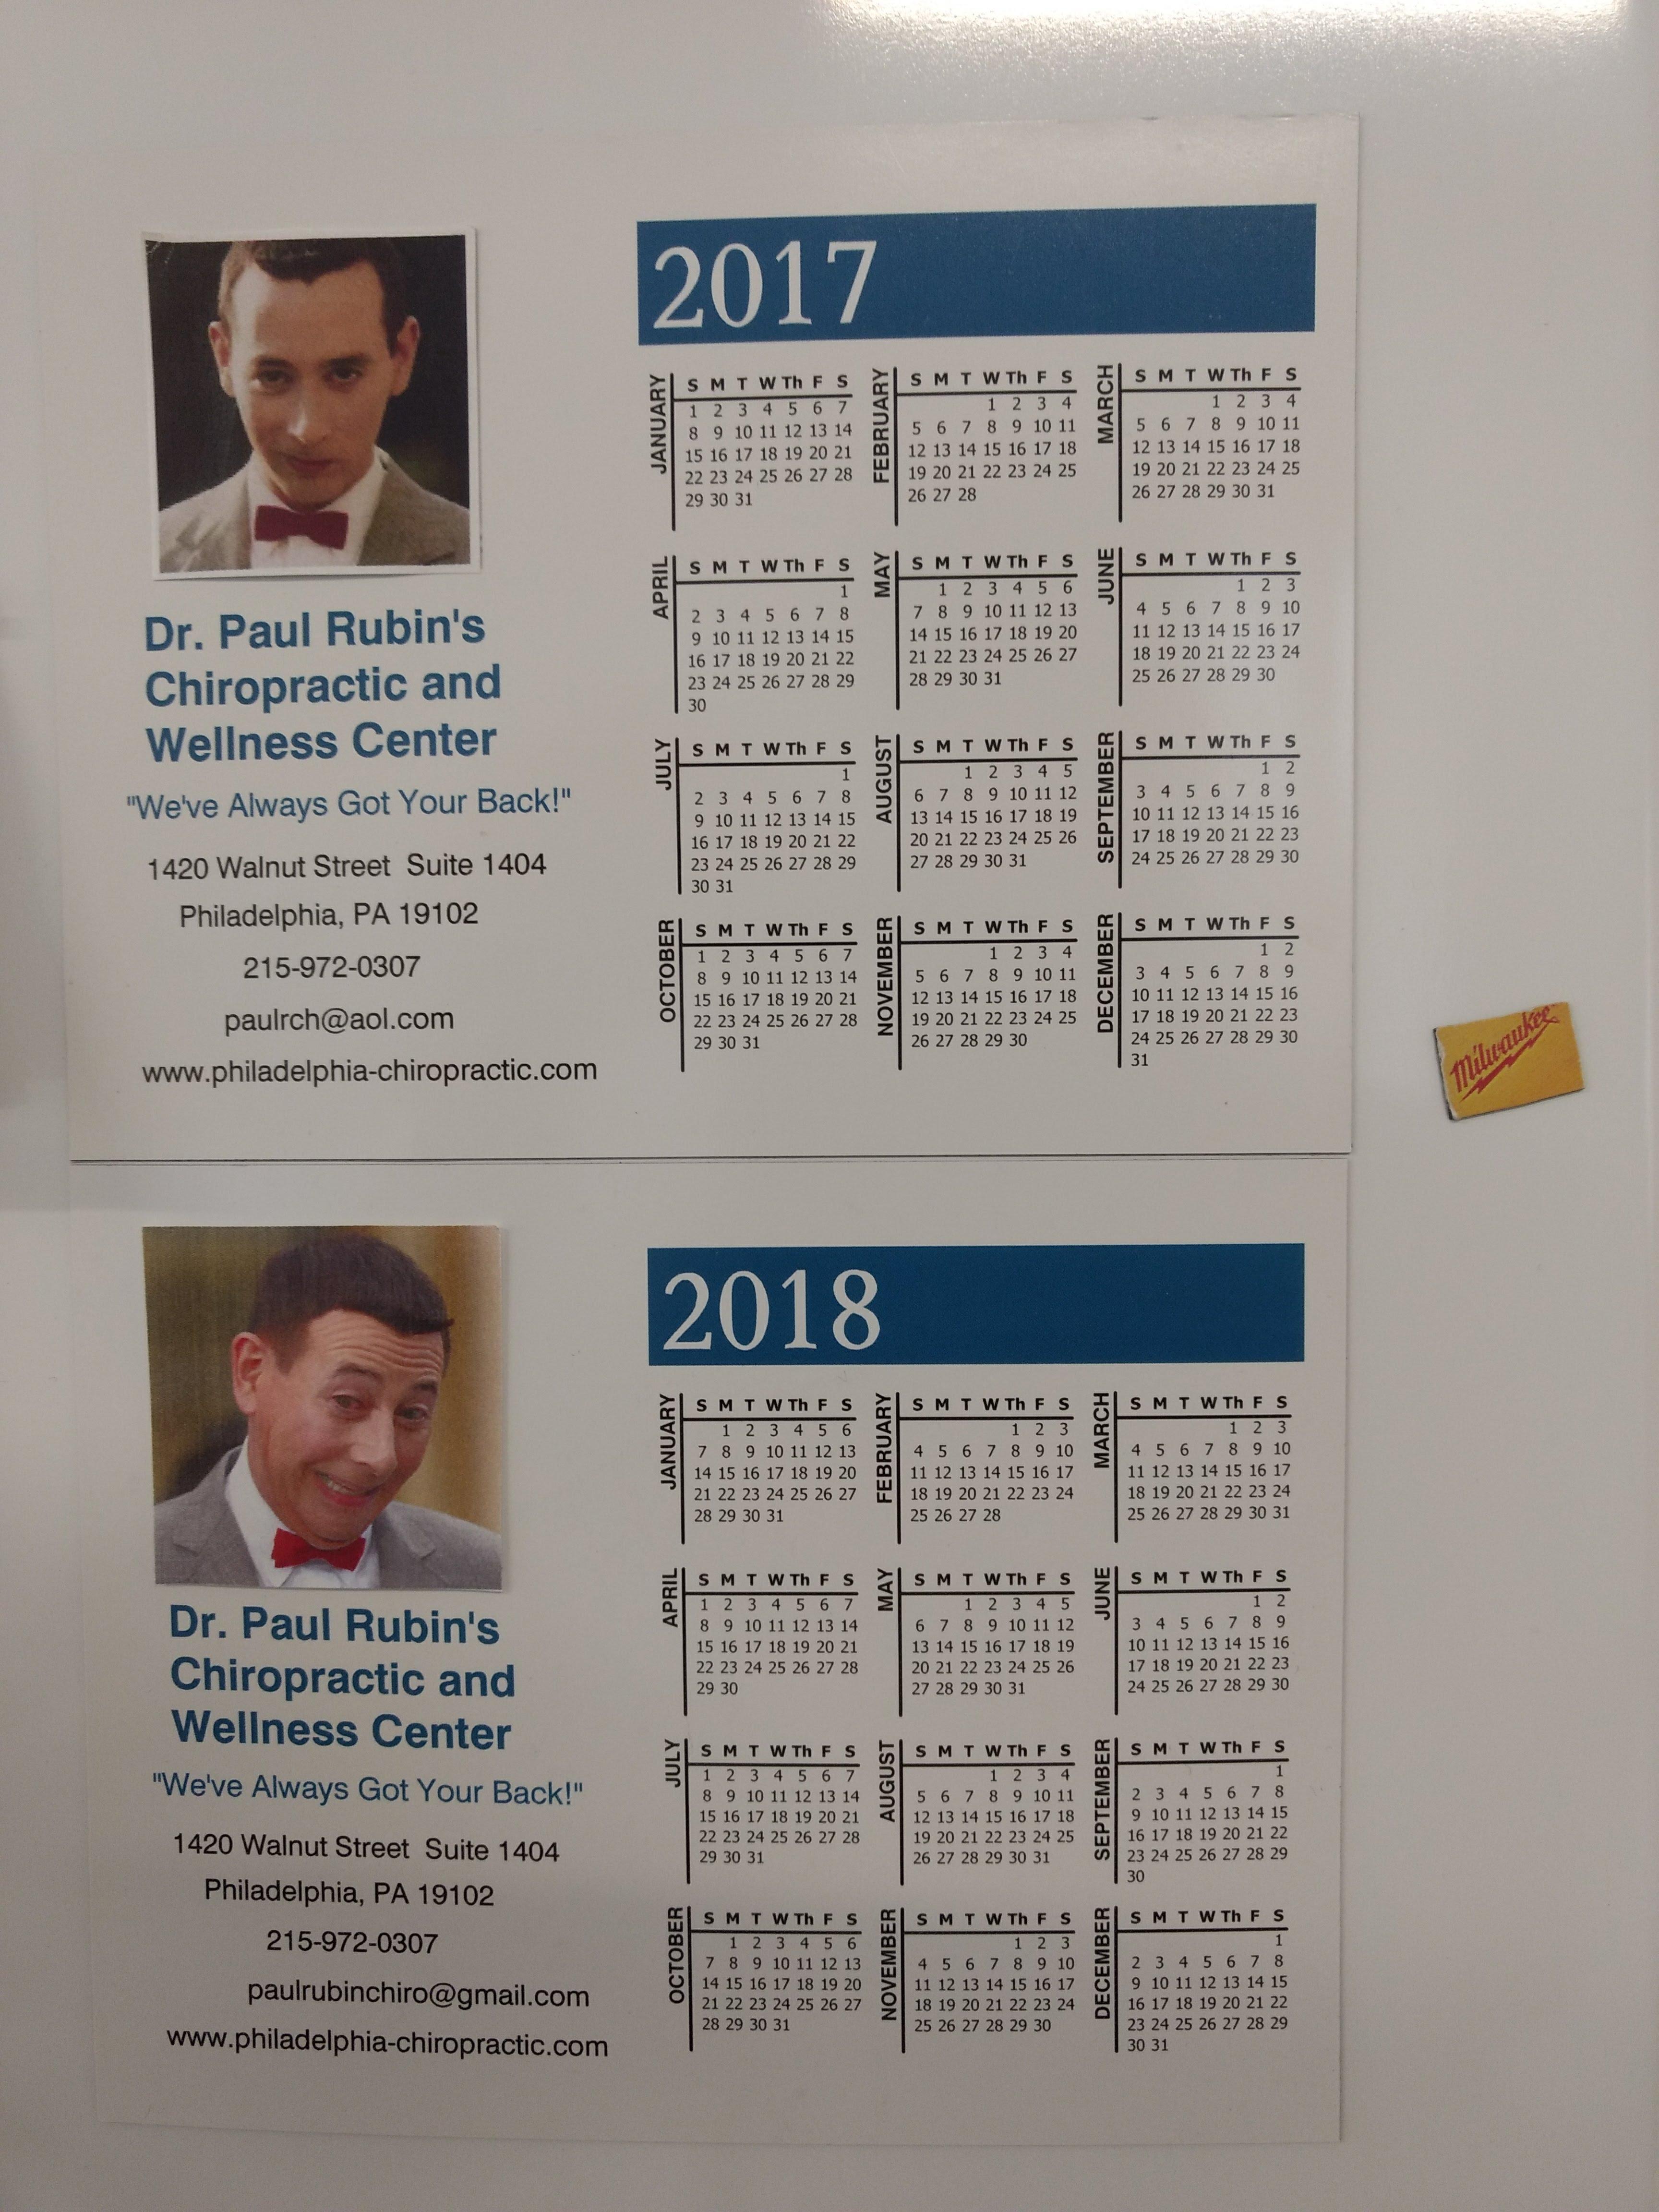 2017
Dr. Paul Rubin's
Chiropractic and
Wellness Center
"We've Always Got Your Back!"
1420 Walnut Street Suite 1404
Philadelphia, PA 19102
215-972-0307
paulrch@aol.com
www.philadelphia-chiropractic.com
JANUARY
S M T W Th F S
1 2 3 4 5 6 7
8 9 10 11 12 13 14
15 16 17 18 19 20 21
22 23 24 25 26 27 28
29 30 31
FEBRUARY
S M T W Th F S
1 2 3 4
5 6 7 8 9 10 11
12 13 14 15 16 17 18
19 20 21 22 23 24 25
26 27 28
MARCH
S M T W Th F S
1 2 3 4
5 6 7 8 9 10 11
12 13 14 15 16 17 18
19 20 21 22 23 24 25
26 27 28 29 30 31
APRIL
S M T W Th F S
1
2 3 4 5 6 7 8
9 10 11 12 13 14 15
16 17 18 19 20 21 22
23 24 25 26 27 28 29
30
MAY
S M T W Th F S
1 2 3 4 5 6
7 8 9 10 11 12 13
14 15 16 17 18 19 20
21 22 23 24 25 26 27
28 29 30 31
JUNE
S M T W Th F S
1 2 3
4 5 6 7 8 9 10
11 12 13 14 15 16 17
18 19 20 21 22 23 24
25 26 27 28 29 30
JULY
S M T W Th F S
1
2 3 4 5 6 7 8
9 10 11 12 13 14 15
16 17 18 19 20 21 22
23 24 25 26 27 28 29
30 31
AUGUST
S M T W Th F S
1 2 3 4 5
6 7 8 9 10 11 12
13 14 15 16 17 18 19
20 21 22 23 24 25 26
27 28 29 30 31
SEPTEMBER
S M T W Th F S
1 2
3 4 5 6 7 8 9
10 11 12 13 14 15 16
17 18 19 20 21 22 23
24 25 26 27 28 29 30
OCTOBER
S M T W Th F S
1 2 3 4 5 6 7
8 9 10 11 12 13 14
15 16 17 18 19 20 21
22 23 24 25 26 27 28
29 30 31
NOVEMBER
S M T W Th F S
1 2 3 4
5 6 7 8 9 10 11
12 13 14 15 16 17 18
19 20 21 22 23 24 25
26 27 28 29 30
DECEMBER
S M T W Th F S
1 2
3 4 5 6 7 8 9
10 11 12 13 14 15 16
17 18 19 20 21 22 23
24 25 26 27 28 29 30
31
Milwaukee
2018
Dr. Paul Rubin's
Chiropractic and
Wellness Center
"We've Always Got Your Back!"
1420 Walnut Street Suite 1404
Philadelphia, PA 19102
215-972-0307
paulrubinchiro@gmail.com
www.philadelphia-chiropractic.com
JANUARY
S M T W Th F S
1 2 3 4 5 6
7 8 9 10 11 12 13
14 15 16 17 18 19 20
21 22 23 24 25 26 27
28 29 30 31
FEBRUARY
S M T W Th F S
1 2 3
4 5 6 7 8 9 10
11 12 13 14 15 16 17
18 19 20 21 22 23 24
25 26 27 28
MARCH
S M T W Th F S
1 2 3
4 5 6 7 8 9 10
11 12 13 14 15 16 17
18 19 20 21 22 23 24
25 26 27 28 29 30 31
APRIL
S M T W Th F S
1 2 3 4 5 6 7
8 9 10 11 12 13 14
15 16 17 18 19 20 21
22 23 24 25 26 27 28
29 30
MAY
S M T W Th F S
1 2 3 4 5
6 7 8 9 10 11 12
13 14 15 16 17 18 19
20 21 22 23 24 25 26
27 28 29 30 31
JUNE
S M T W Th F S
1 2
3 4 5 6 7 8 9
10 11 12 13 14 15 16
17 18 19 20 21 22 23
24 25 26 27 28 29 30
JULY
S M T W Th F S
1 2 3 4 5 6 7
8 9 10 11 12 13 14
15 16 17 18 19 20 21
22 23 24 25 26 27 28
29 30 31
AUGUST
S M T W Th F S
1 2 3 4
5 6 7 8 9 10 11
12 13 14 15 16 17 18
19 20 21 22 23 24 25
26 27 28 29 30 31
SEPTEMBER
S M T W Th F S
1
2 3 4 5 6 7 8
9 10 11 12 13 14 15
16 17 18 19 20 21 22
23 24 25 26 27 28 29
30
OCTOBER
S M T W Th F S
1 2 3 4 5 6
7 8 9 10 11 12 13
14 15 16 17 18 19 20
21 22 23 24 25 26 27
28 29 30 31
NOVEMBER
S M T W Th F S
1 2 3
4 5 6 7 8 9 10
11 12 13 14 15 16 17
18 19 20 21 22 23 24
25 26 27 28 29 30
DECEMBER
S M T W Th F S
1
2 3 4 5 6 7 8
9 10 11 12 13 14 15
16 17 18 19 20 21 22
23 24 25 26 27 28 29
30 31